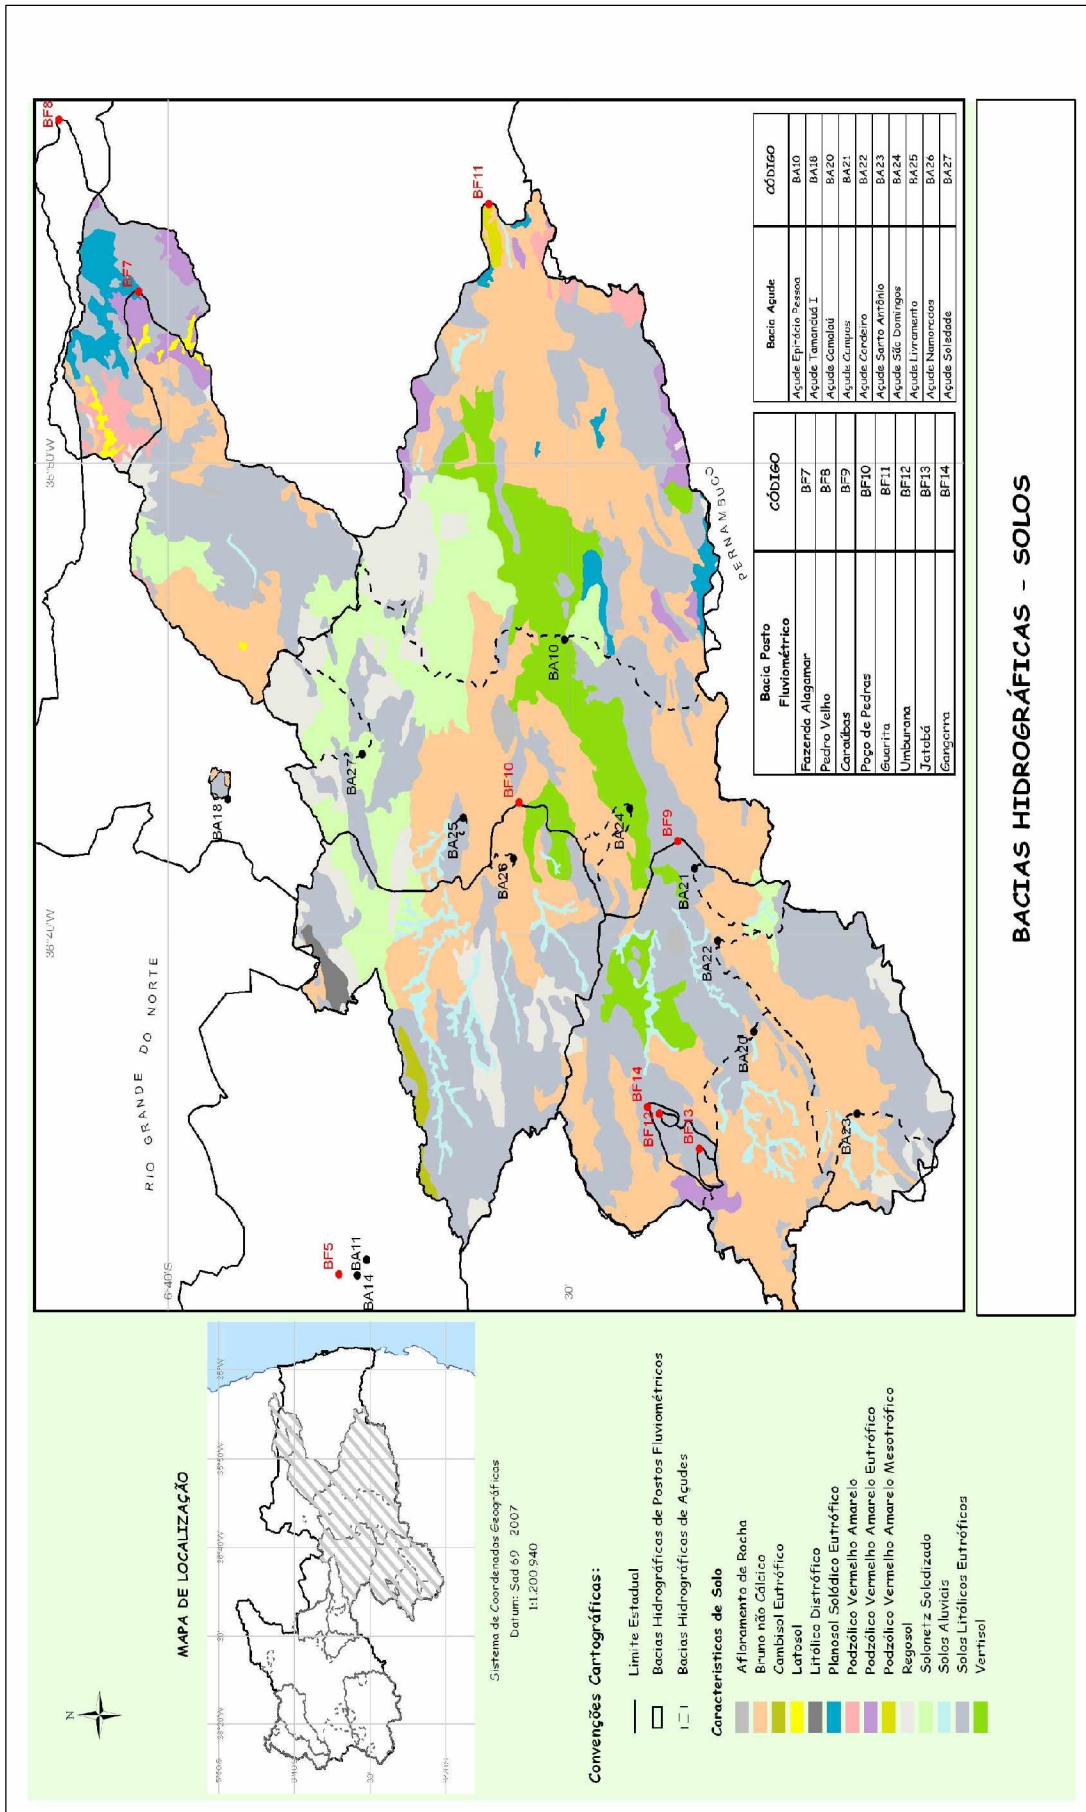 BACIAS HIDROGRÁFICAS - SOLOS
MAPA DE LOCALIZAÇÃO
N
Sistema de Coordenadas Geográficas
Datum: Sad 69 2007
1:1.200.940
Convenções Cartográficas:
Limite Estadual
Bacias Hidrográficas de Postos Fluviométricos
Bacias Hidrográficas de Açudes
Características de Solo
Afloramento de Rocha
Bruno não Cálcico
Cambisol Eutrófico
Latosol
Litólico Distrófico
Planosol Solódico Eutrófico
Podzólico Vermelho Amarelo
Podzólico Vermelho Amarelo Eutrófico
Podzólico Vermelho Amarelo Mesotrófico
Regosol
Solonetz Solodizado
Solos Aluviais
Solos Litólicos Eutróficos
Vertisol
RIO GRANDE DO NORTE
PERNAMBUCO
6°40'S
30'
36°40'W
BF5
BA11
BA14
BA18
BA27
BA25
BF10
BA26
BA10
BA24
BF9
BA21
BA22
BA20
BF14
BF12
BF13
BA23
BF7
BF8
BF11
Bacia Posto Fluviométrico CÓDIGO
Fazenda Alagamar BF7
Pedro Velho BF8
Caraúbas BF9
Poço de Pedras BF10
Guarita BF11
Umburana BF12
Jatobá BF13
Gangorra BF14
Bacia Açude CÓDIGO
Açude Epitácio Pessoa BA10
Açude Tamanduá I BA18
Açude Camalaú BA20
Açude Campos BA21
Açude Cordeiro BA22
Açude Santo Antônio BA23
Açude São Domingos BA24
Açude Livramento BA25
Açude Namorados BA26
Açude Soledade BA27